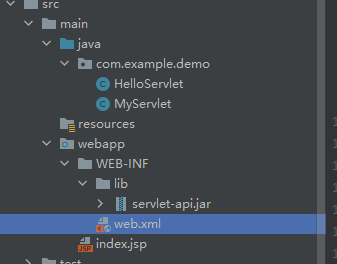 src
main
java
com.example.demo
HelloServlet
MyServlet
resources
webapp
WEB-INF
lib
servlet-api.jar
web.xml
JSP
index.jsp
test